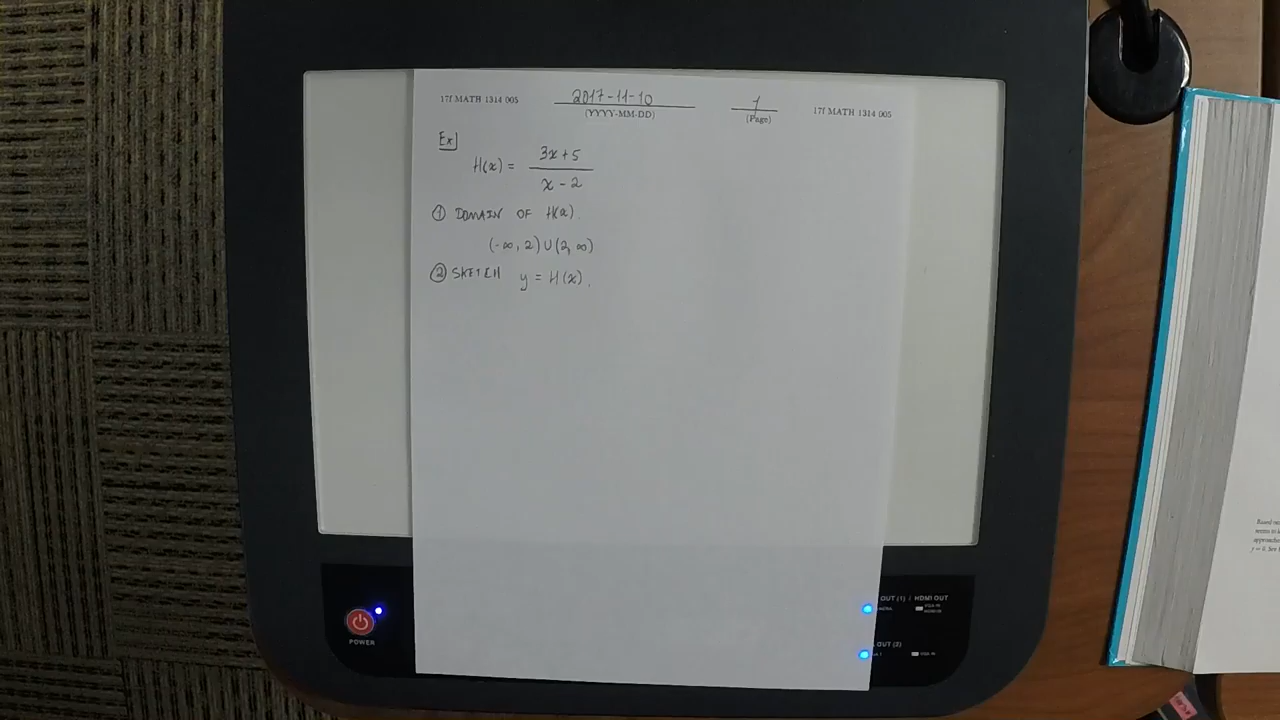 17f MATH 1314 005 2017-11-10 1 17f MATH 1314 005
(YYYY-MM-DD) (Page)
Ex
H(x) = 3x+5
x - 2
① DOMAIN OF H(x).
(-∞, 2) ∪ (2, ∞)
② SKETCH y = H(x).
POWER
OUT (1) / HDMI OUT
OUT (2)